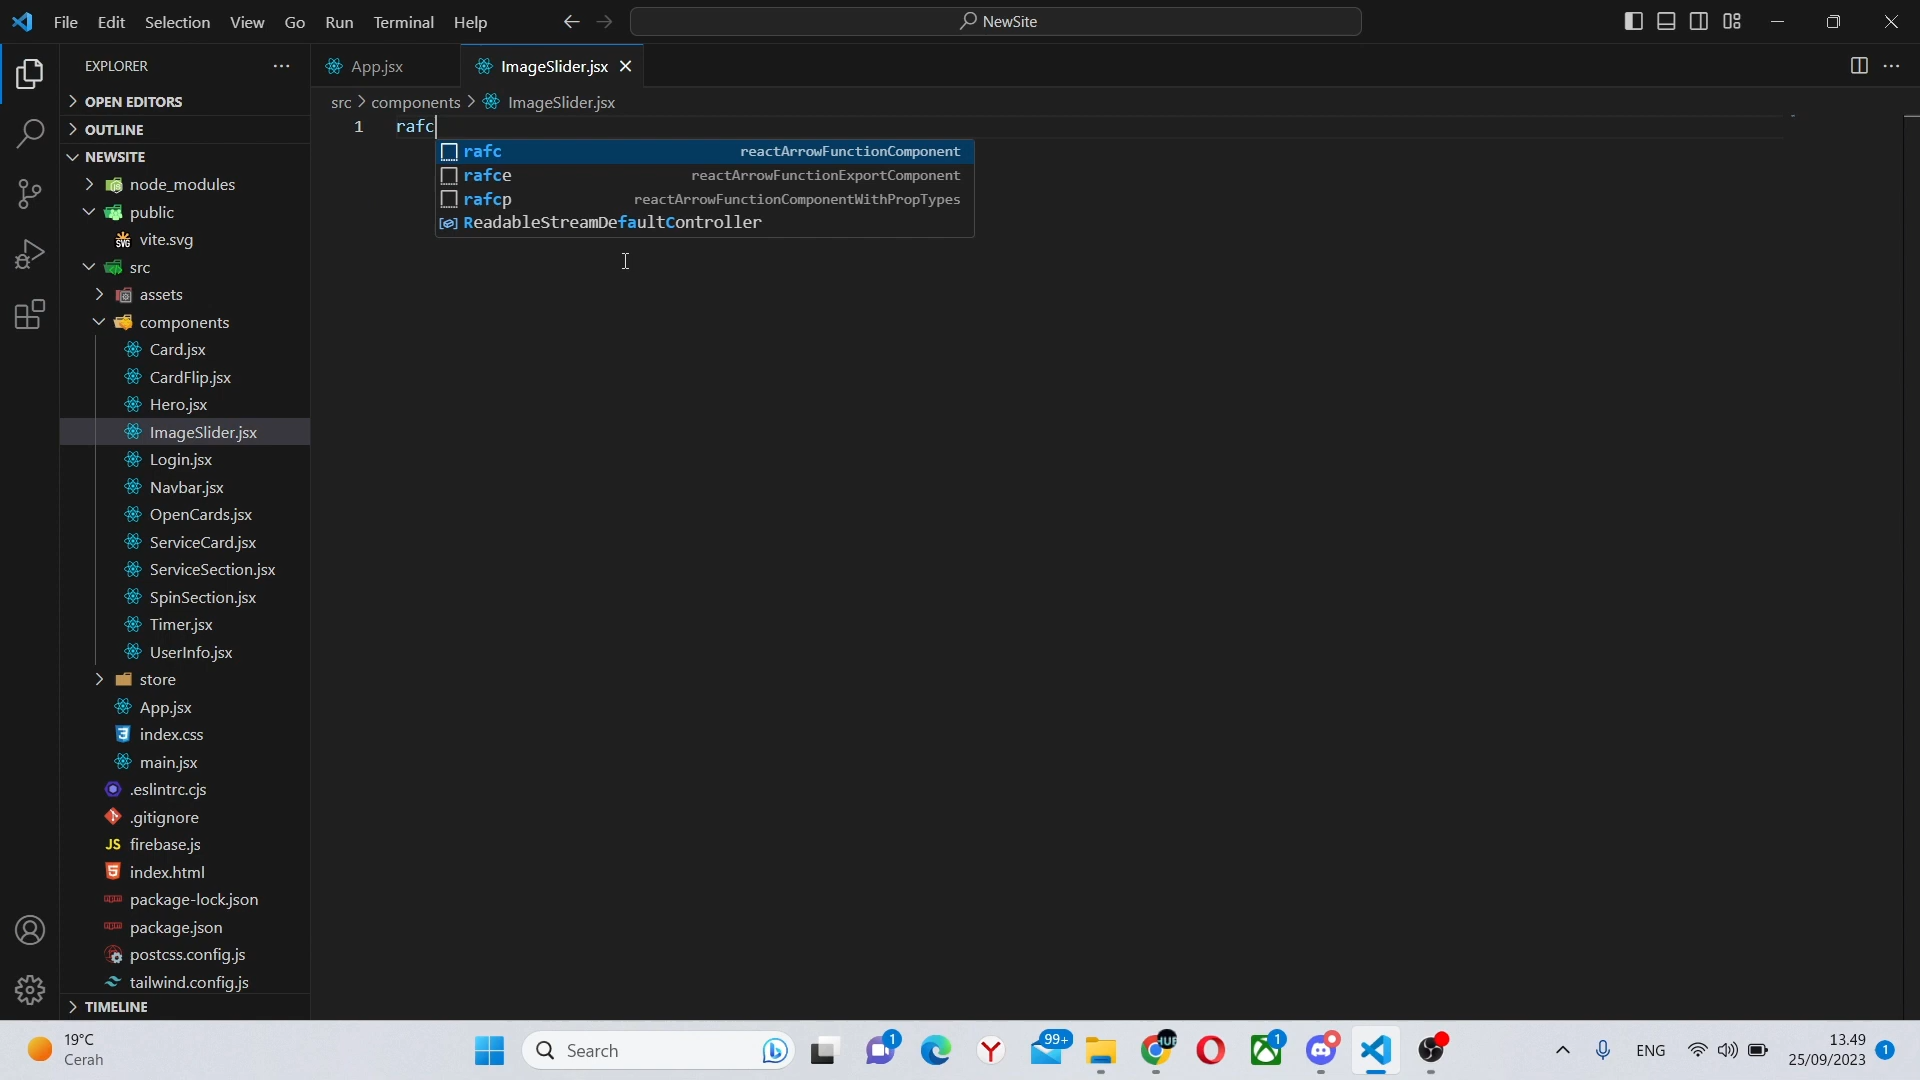 File Edit Selection View Go Run Terminal Help
NewSite
EXPLORER
App.jsx
ImageSlider.jsx
OPEN EDITORS
src > components > ImageSlider.jsx
OUTLINE
1 rafc
NEWSITE
rafc reactArrowFunctionComponent
rafce reactArrowFunctionExportComponent
rafcp reactArrowFunctionComponentWithPropTypes
ReadableStreamDefaultController
node_modules
public
SVG vite.svg
src
assets
components
Card.jsx
CardFlip.jsx
Hero.jsx
ImageSlider.jsx
Login.jsx
Navbar.jsx
OpenCards.jsx
ServiceCard.jsx
ServiceSection.jsx
SpinSection.jsx
Timer.jsx
UserInfo.jsx
store
App.jsx
index.css
main.jsx
.eslintrc.cjs
.gitignore
JS firebase.js
index.html
package-lock.json
package.json
postcss.config.js
tailwind.config.js
TIMELINE
19°C
Cerah
Search
1
99+
HUB
1
ENG
13.49
25/09/2023
1